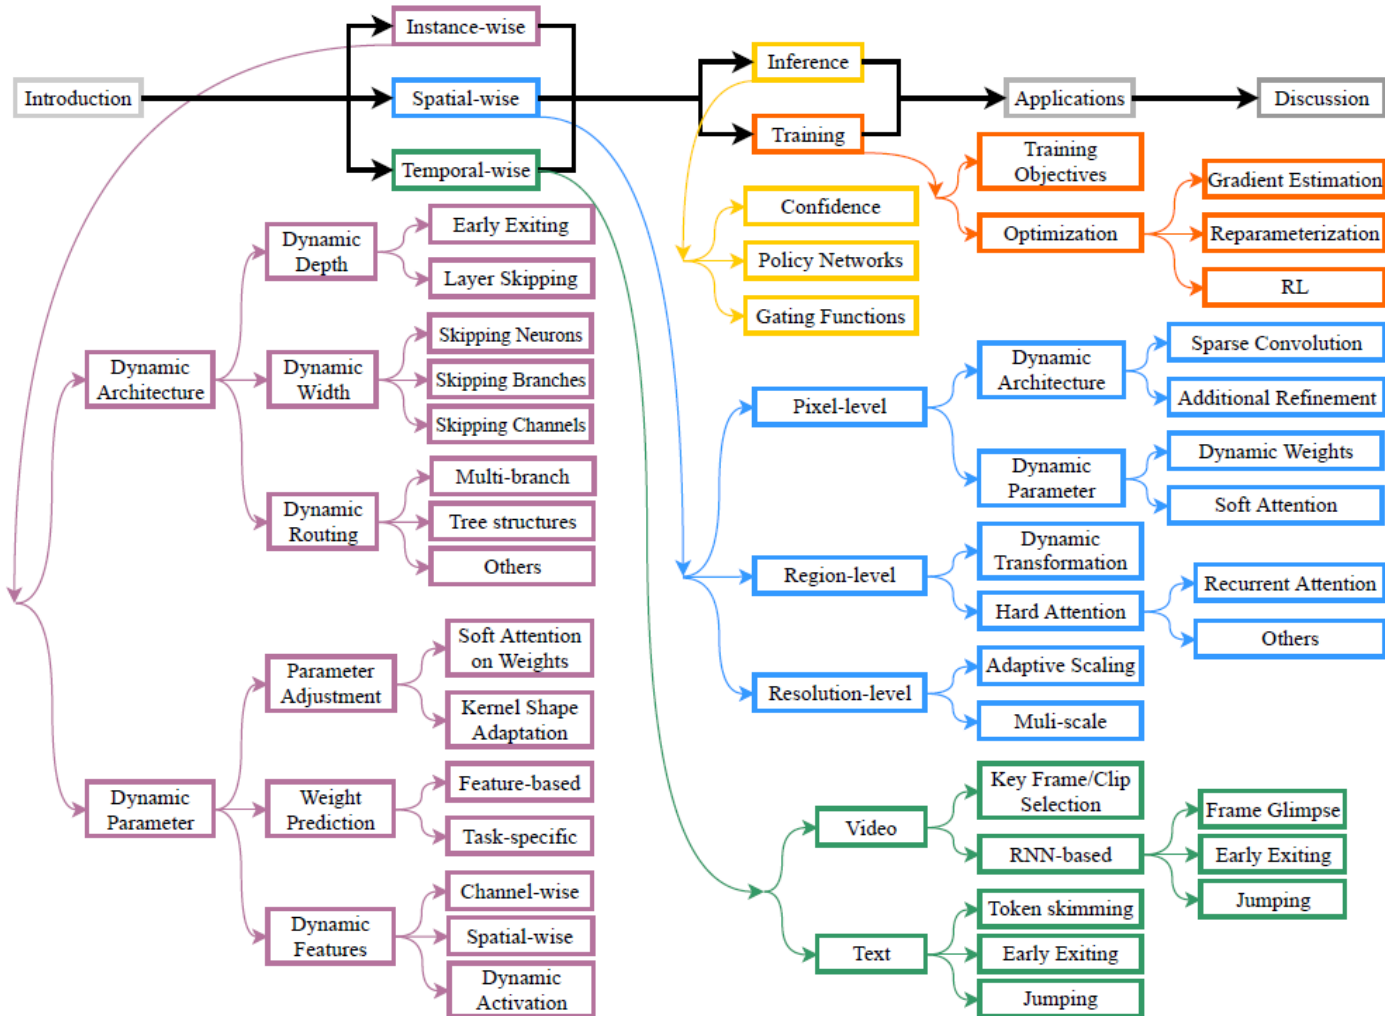 Introduction
Instance-wise
Spatial-wise
Temporal-wise
Inference
Training
Applications
Discussion
Dynamic
Architecture
Dynamic
Depth
Early Exiting
Layer Skipping
Dynamic
Width
Skipping Neurons
Skipping Branches
Skipping Channels
Dynamic
Routing
Multi-branch
Tree structures
Others
Dynamic
Parameter
Parameter
Adjustment
Soft Attention
on Weights
Kernel Shape
Adaptation
Weight
Prediction
Feature-based
Task-specific
Dynamic
Features
Channel-wise
Spatial-wise
Dynamic
Activation
Confidence
Policy Networks
Gating Functions
Training
Objectives
Optimization
Gradient Estimation
Reparameterization
RL
Pixel-level
Dynamic
Architecture
Sparse Convolution
Additional Refinement
Dynamic
Parameter
Dynamic Weights
Soft Attention
Region-level
Dynamic
Transformation
Hard Attention
Recurrent Attention
Others
Resolution-level
Adaptive Scaling
Muli-scale
Video
Key Frame/Clip
Selection
RNN-based
Frame Glimpse
Early Exiting
Jumping
Text
Token skimming
Early Exiting
Jumping